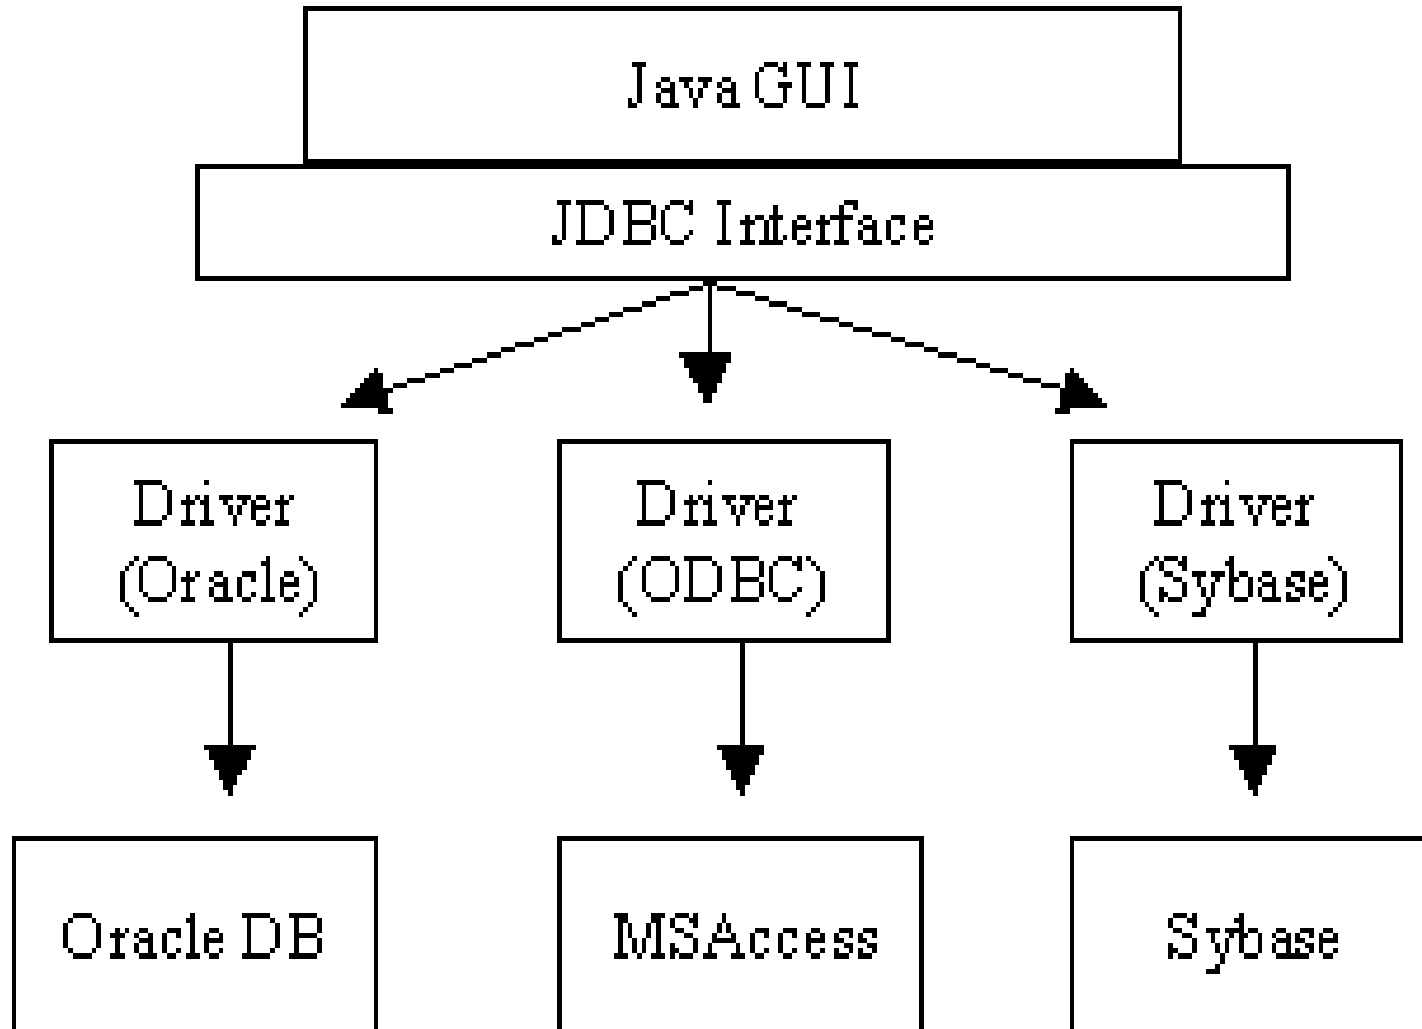 Java GUI
JDBC Interface
Driver
(Oracle)
Driver
(ODBC)
Driver
(Sybase)
Oracle DB
MSAccess
Sybase